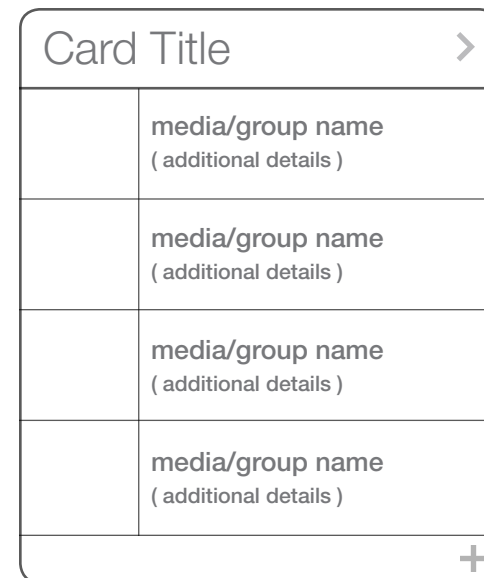 Card Title
media/group name
( additional details )
media/group name
( additional details )
media/group name
( additional details )
media/group name
( additional details )